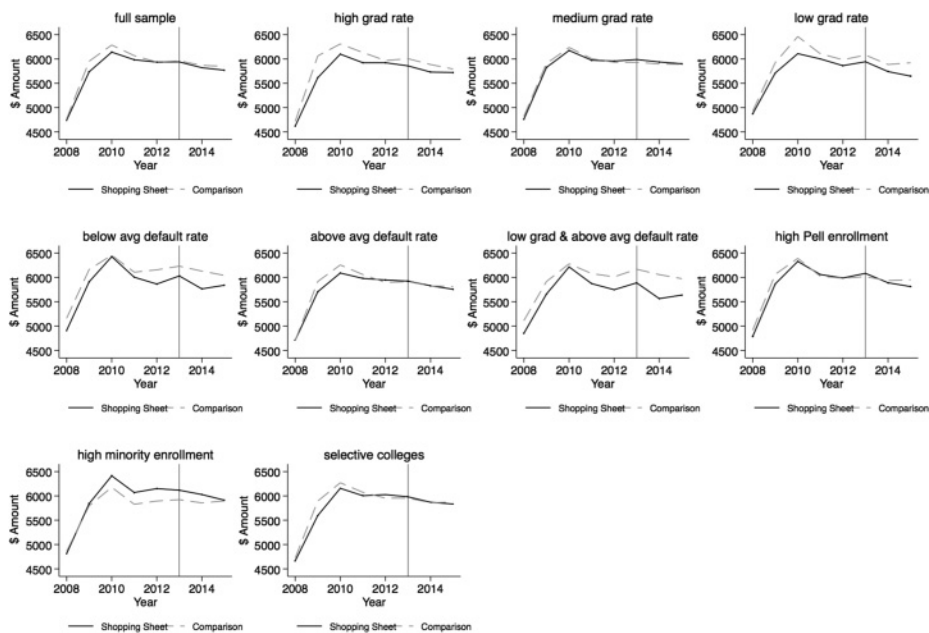 full sample
high grad rate
medium grad rate
low grad rate
$ Amount
6500
6000
5500
5000
4500
2008 2010 2012 2014
Year
Shopping Sheet Comparison
$ Amount
6500
6000
5500
5000
4500
2008 2010 2012 2014
Year
Shopping Sheet Comparison
$ Amount
6500
6000
5500
5000
4500
2008 2010 2012 2014
Year
Shopping Sheet Comparison
$ Amount
6500
6000
5500
5000
4500
2008 2010 2012 2014
Year
Shopping Sheet Comparison
below avg default rate
above avg default rate
low grad & above avg default rate
high Pell enrollment
$ Amount
6500
6000
5500
5000
4500
2008 2010 2012 2014
Year
Shopping Sheet Comparison
$ Amount
6500
6000
5500
5000
4500
2008 2010 2012 2014
Year
Shopping Sheet Comparison
$ Amount
6500
6000
5500
5000
4500
2008 2010 2012 2014
Year
Shopping Sheet Comparison
$ Amount
6500
6000
5500
5000
4500
2008 2010 2012 2014
Year
Shopping Sheet Comparison
high minority enrollment
selective colleges
$ Amount
6500
6000
5500
5000
4500
2008 2010 2012 2014
Year
Shopping Sheet Comparison
$ Amount
6500
6000
5500
5000
4500
2008 2010 2012 2014
Year
Shopping Sheet Comparison